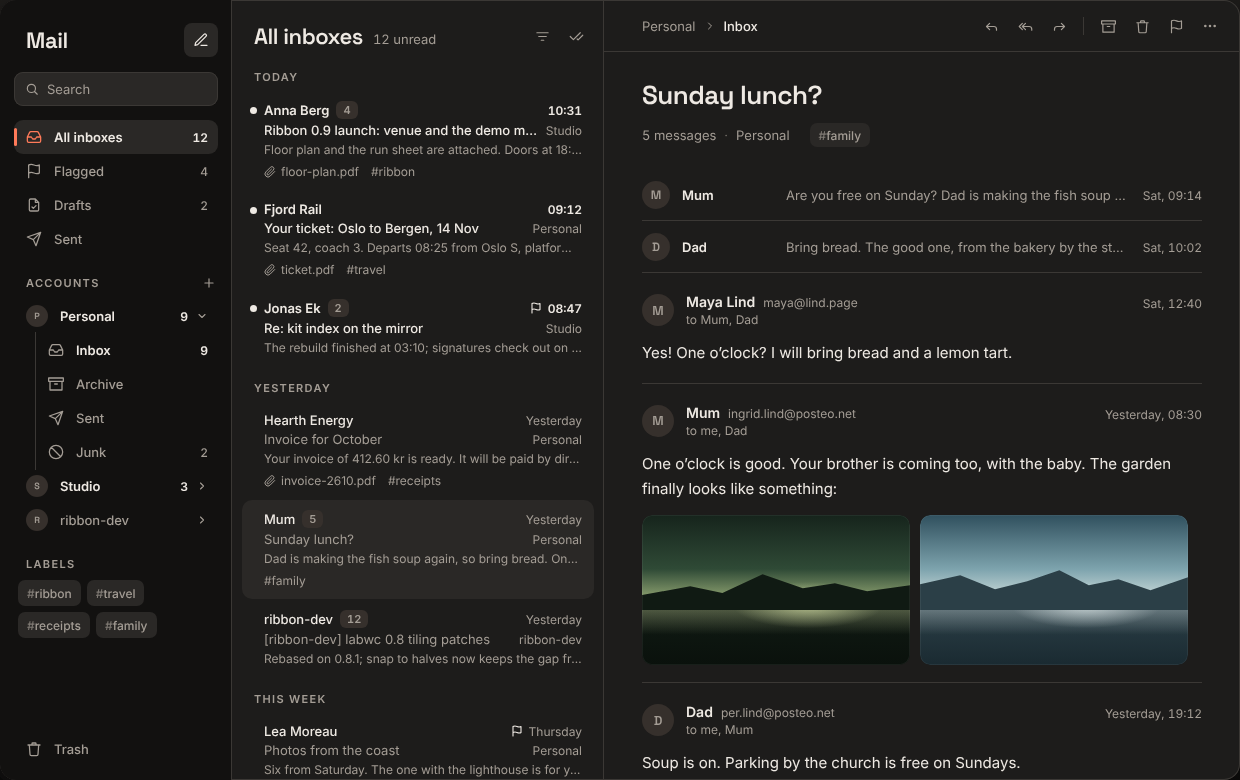 Mail
Search
All inboxes 12
Flagged 4
Drafts 2
Sent
ACCOUNTS
P Personal 9
Inbox 9
Archive
Sent
Junk 2
S Studio 3
R ribbon-dev
LABELS
#ribbon #travel
#receipts #family
Trash
All inboxes 12 unread
TODAY
Anna Berg 4 10:31
Ribbon 0.9 launch: venue and the demo m... Studio
Floor plan and the run sheet are attached. Doors at 18:...
floor-plan.pdf #ribbon
Fjord Rail 09:12
Your ticket: Oslo to Bergen, 14 Nov Personal
Seat 42, coach 3. Departs 08:25 from Oslo S, platfor...
ticket.pdf #travel
Jonas Ek 2 08:47
Re: kit index on the mirror Studio
The rebuild finished at 03:10; signatures check out on ...
YESTERDAY
Hearth Energy Yesterday
Invoice for October Personal
Your invoice of 412.60 kr is ready. It will be paid by dir...
invoice-2610.pdf #receipts
Mum 5 Yesterday
Sunday lunch? Personal
Dad is making the fish soup again, so bring bread. On...
#family
ribbon-dev 12 Yesterday
[ribbon-dev] labwc 0.8 tiling patches ribbon-dev
Rebased on 0.8.1; snap to halves now keeps the gap fr...
THIS WEEK
Lea Moreau Thursday
Photos from the coast Personal
Six from Saturday. The one with the lighthouse is for y...
Personal > Inbox
Sunday lunch?
5 messages · Personal #family
M Mum Are you free on Sunday? Dad is making the fish soup ... Sat, 09:14
D Dad Bring bread. The good one, from the bakery by the st... Sat, 10:02
M Maya Lind maya@lind.page Sat, 12:40
to Mum, Dad
Yes! One o’clock? I will bring bread and a lemon tart.
M Mum ingrid.lind@posteo.net Yesterday, 08:30
to me, Dad
One o’clock is good. Your brother is coming too, with the baby. The garden
finally looks like something:
D Dad per.lind@posteo.net Yesterday, 19:12
to me, Mum
Soup is on. Parking by the church is free on Sundays.